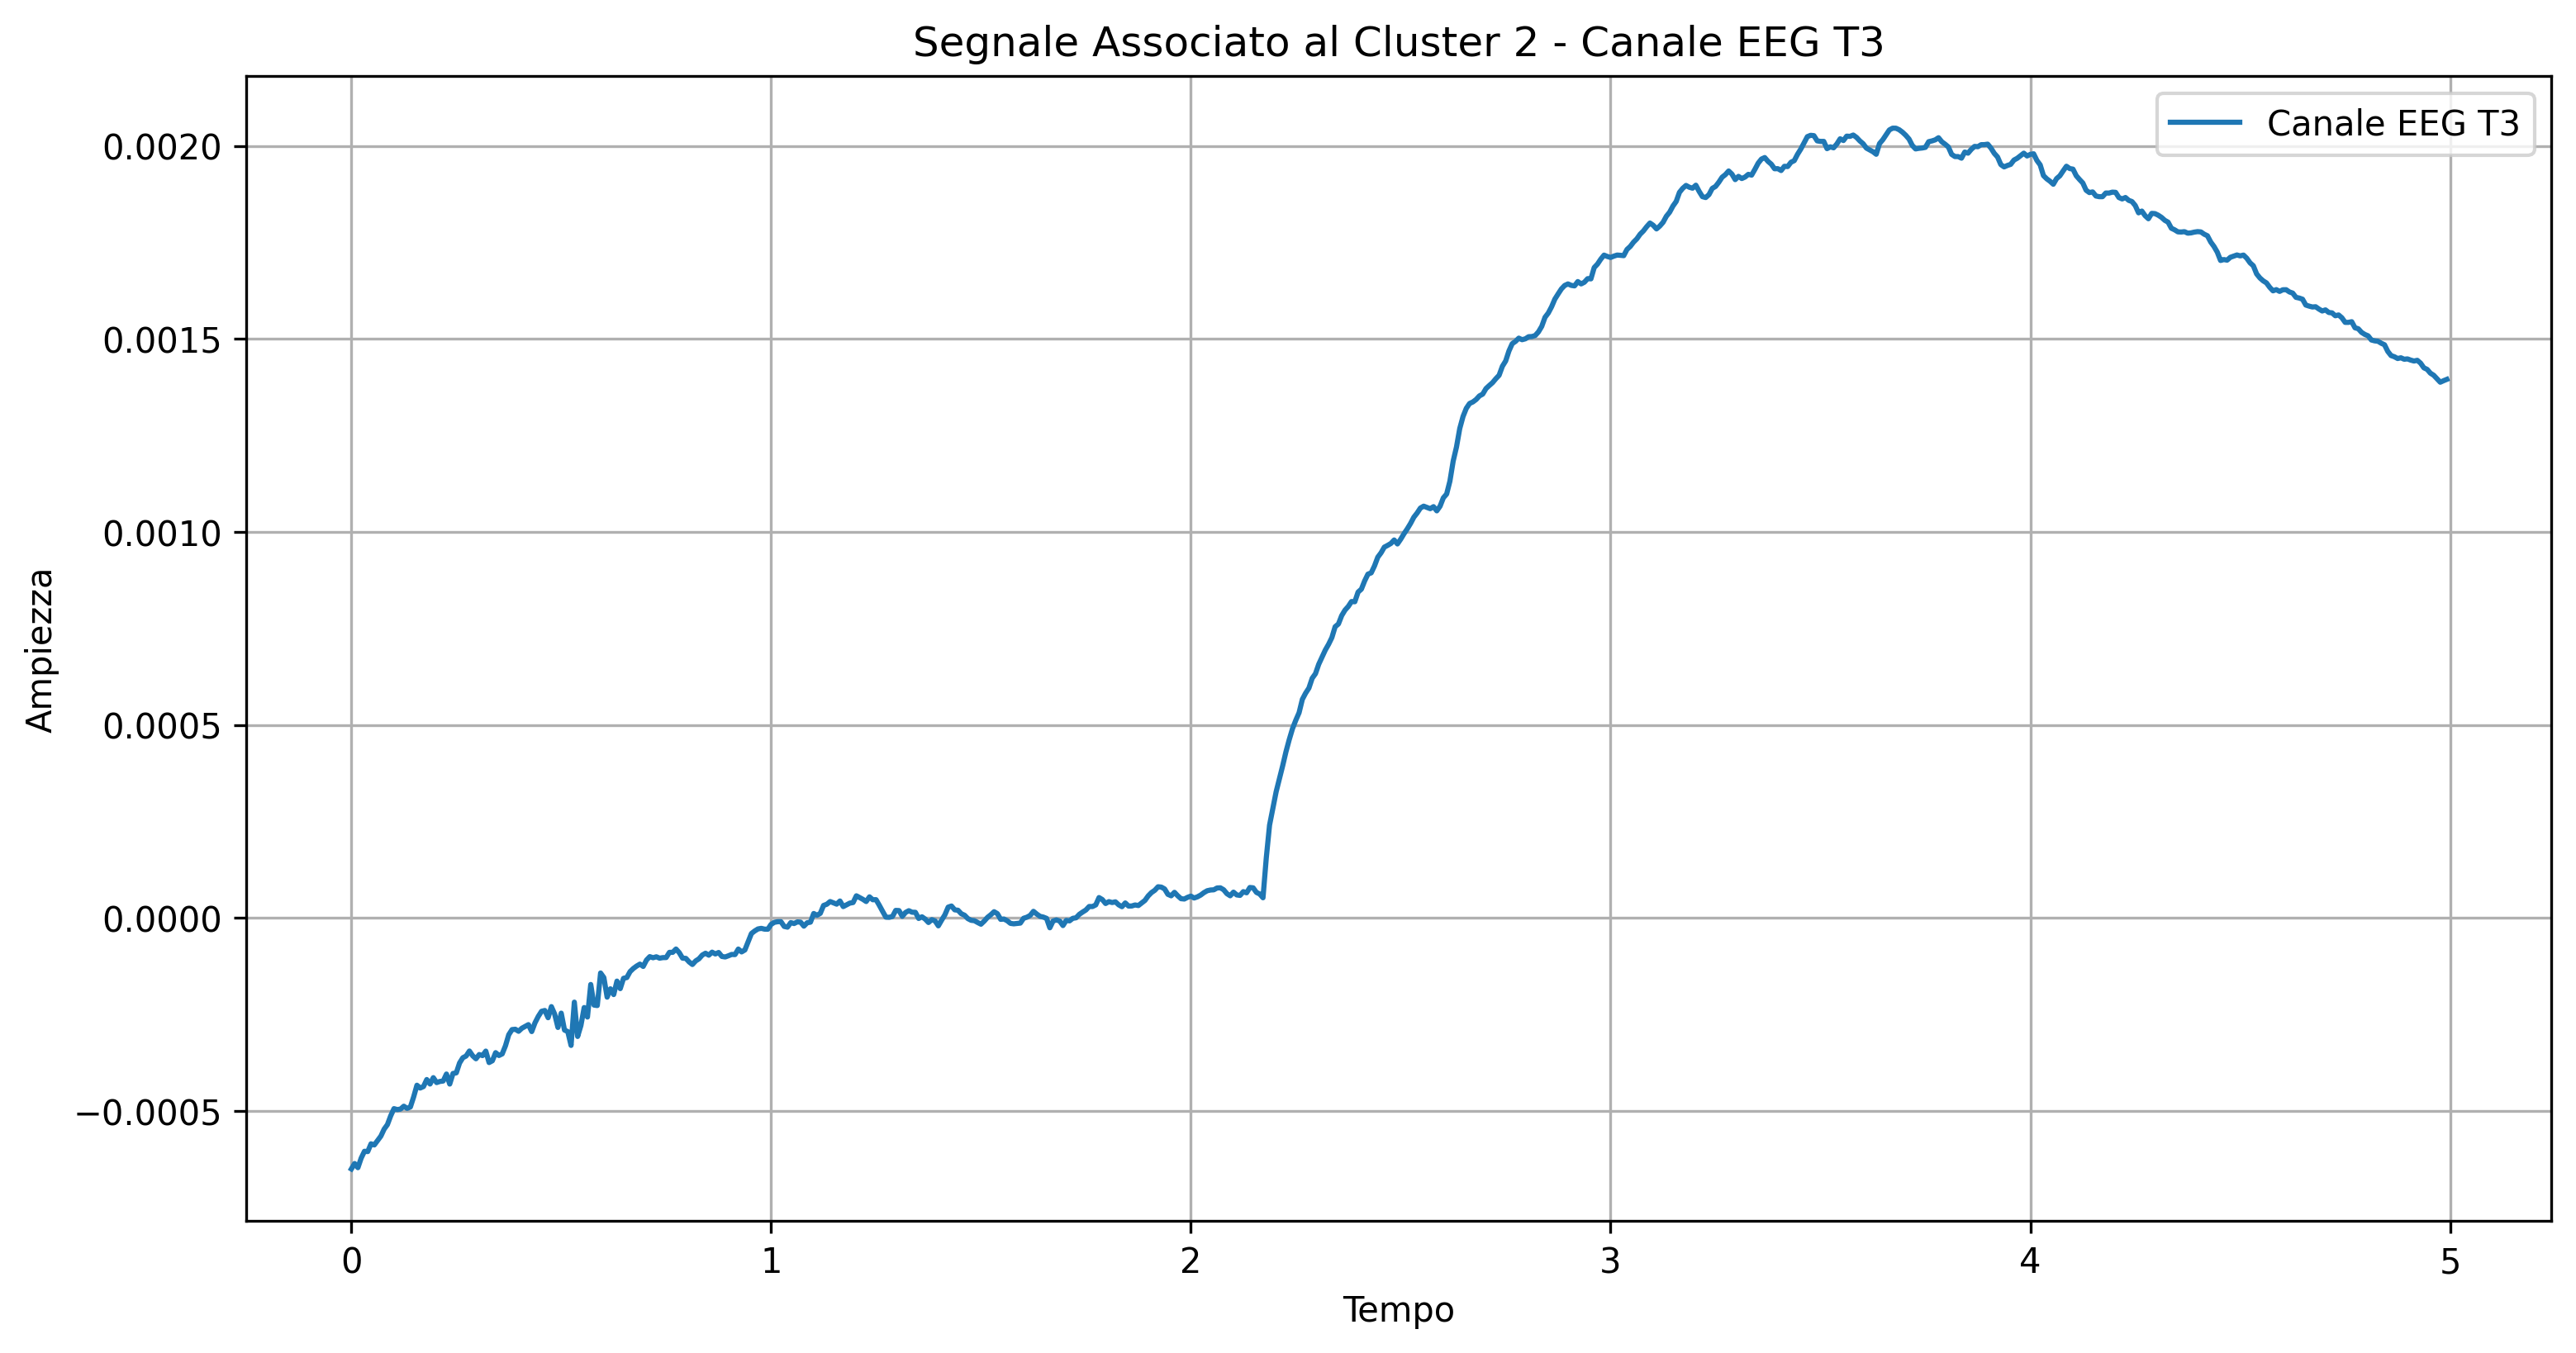 Segnale Associato al Cluster 2 - Canale EEG T3
Canale EEG T3
0.0020
0.0015
0.0010
0.0005
0.0000
−0.0005
Ampiezza
0 1 2 3 4 5
Tempo